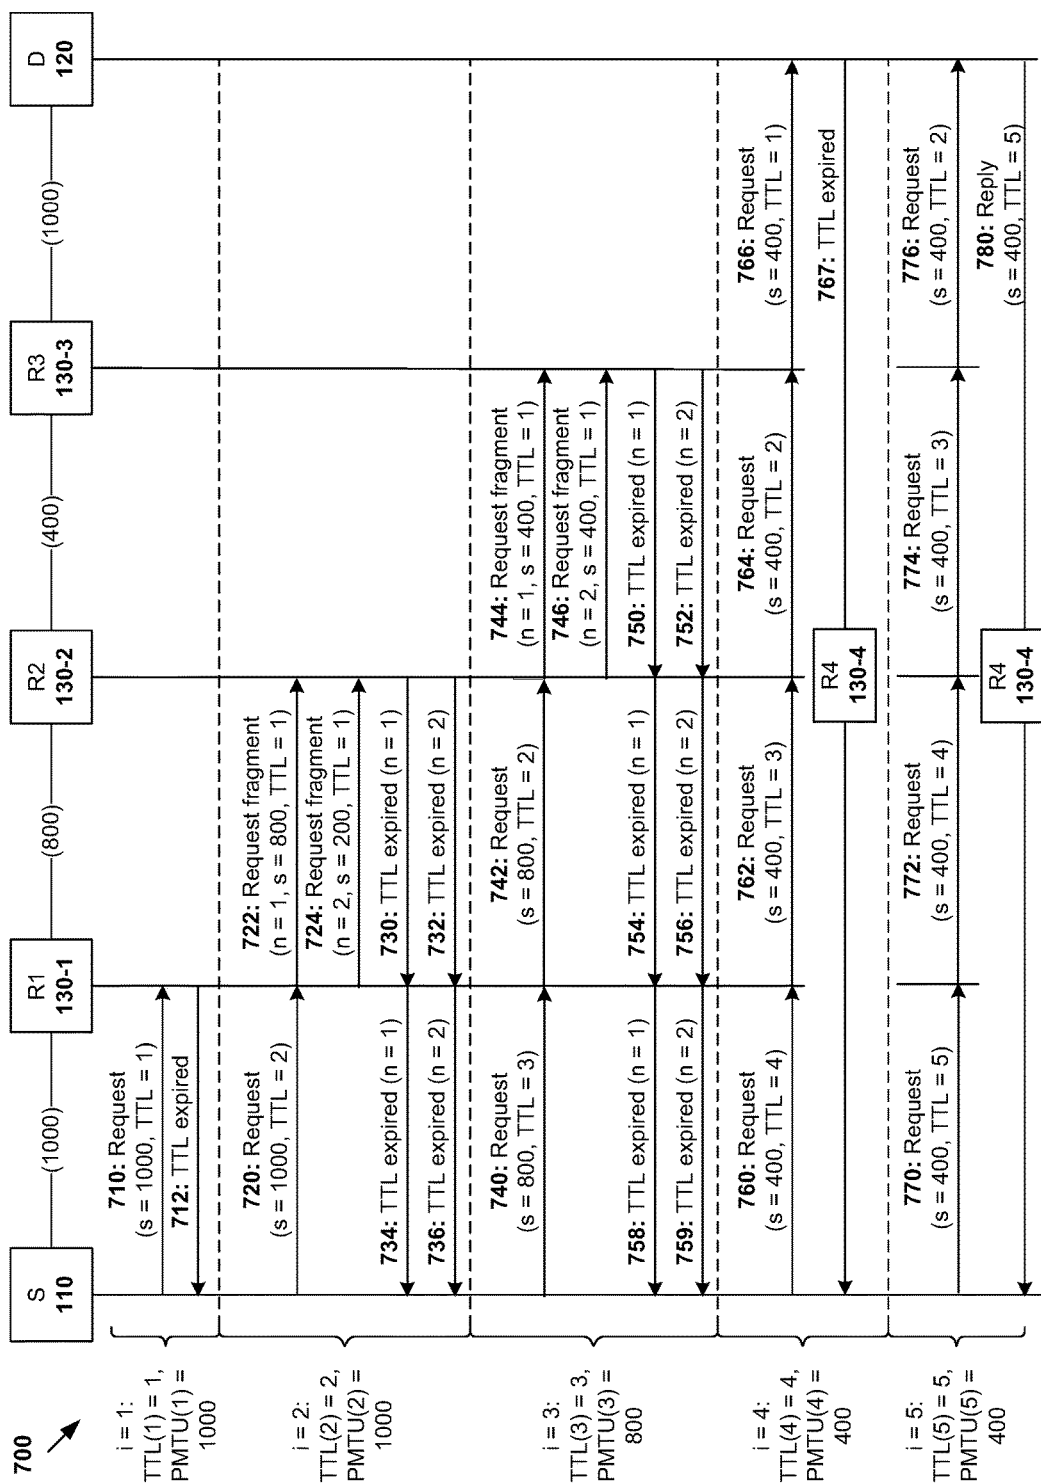 700
S
110
(1000)
R1
130-1
(800)
R2
130-2
(400)
R3
130-3
(1000)
D
120
i = 1:
TTL(1) = 1,
PMTU(1) =
1000
710: Request
(s = 1000, TTL = 1)
712: TTL expired
i = 2:
TTL(2) = 2,
PMTU(2) =
1000
720: Request
(s = 1000, TTL = 2)
722: Request fragment
(n = 1, s = 800, TTL = 1)
724: Request fragment
(n = 2, s = 200, TTL = 1)
730: TTL expired (n = 1)
732: TTL expired (n = 2)
734: TTL expired (n = 1)
736: TTL expired (n = 2)
i = 3:
TTL(3) = 3,
PMTU(3) =
800
740: Request
(s = 800, TTL = 3)
742: Request
(s = 800, TTL = 2)
744: Request fragment
(n = 1, s = 400, TTL = 1)
746: Request fragment
(n = 2, s = 400, TTL = 1)
750: TTL expired (n = 1)
752: TTL expired (n = 2)
754: TTL expired (n = 1)
756: TTL expired (n = 2)
758: TTL expired (n = 1)
759: TTL expired (n = 2)
i = 4:
TTL(4) = 4,
PMTU(4) =
400
760: Request
(s = 400, TTL = 4)
762: Request
(s = 400, TTL = 3)
764: Request
(s = 400, TTL = 2)
766: Request
(s = 400, TTL = 1)
767: TTL expired
R4
130-4
i = 5:
TTL(5) = 5,
PMTU(5) =
400
770: Request
(s = 400, TTL = 5)
772: Request
(s = 400, TTL = 4)
774: Request
(s = 400, TTL = 3)
776: Request
(s = 400, TTL = 2)
780: Reply
(s = 400, TTL = 5)
R4
130-4